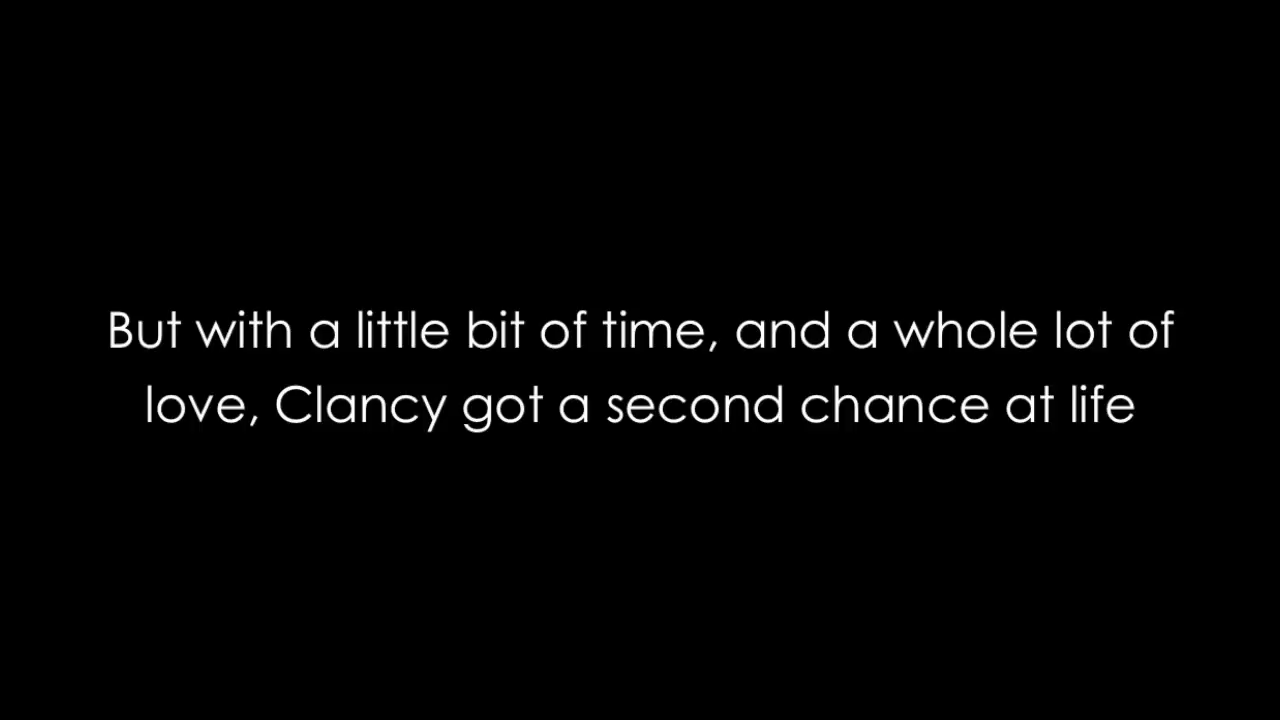 But with a little bit of time, and a whole lot of
love, Clancy got a second chance at life